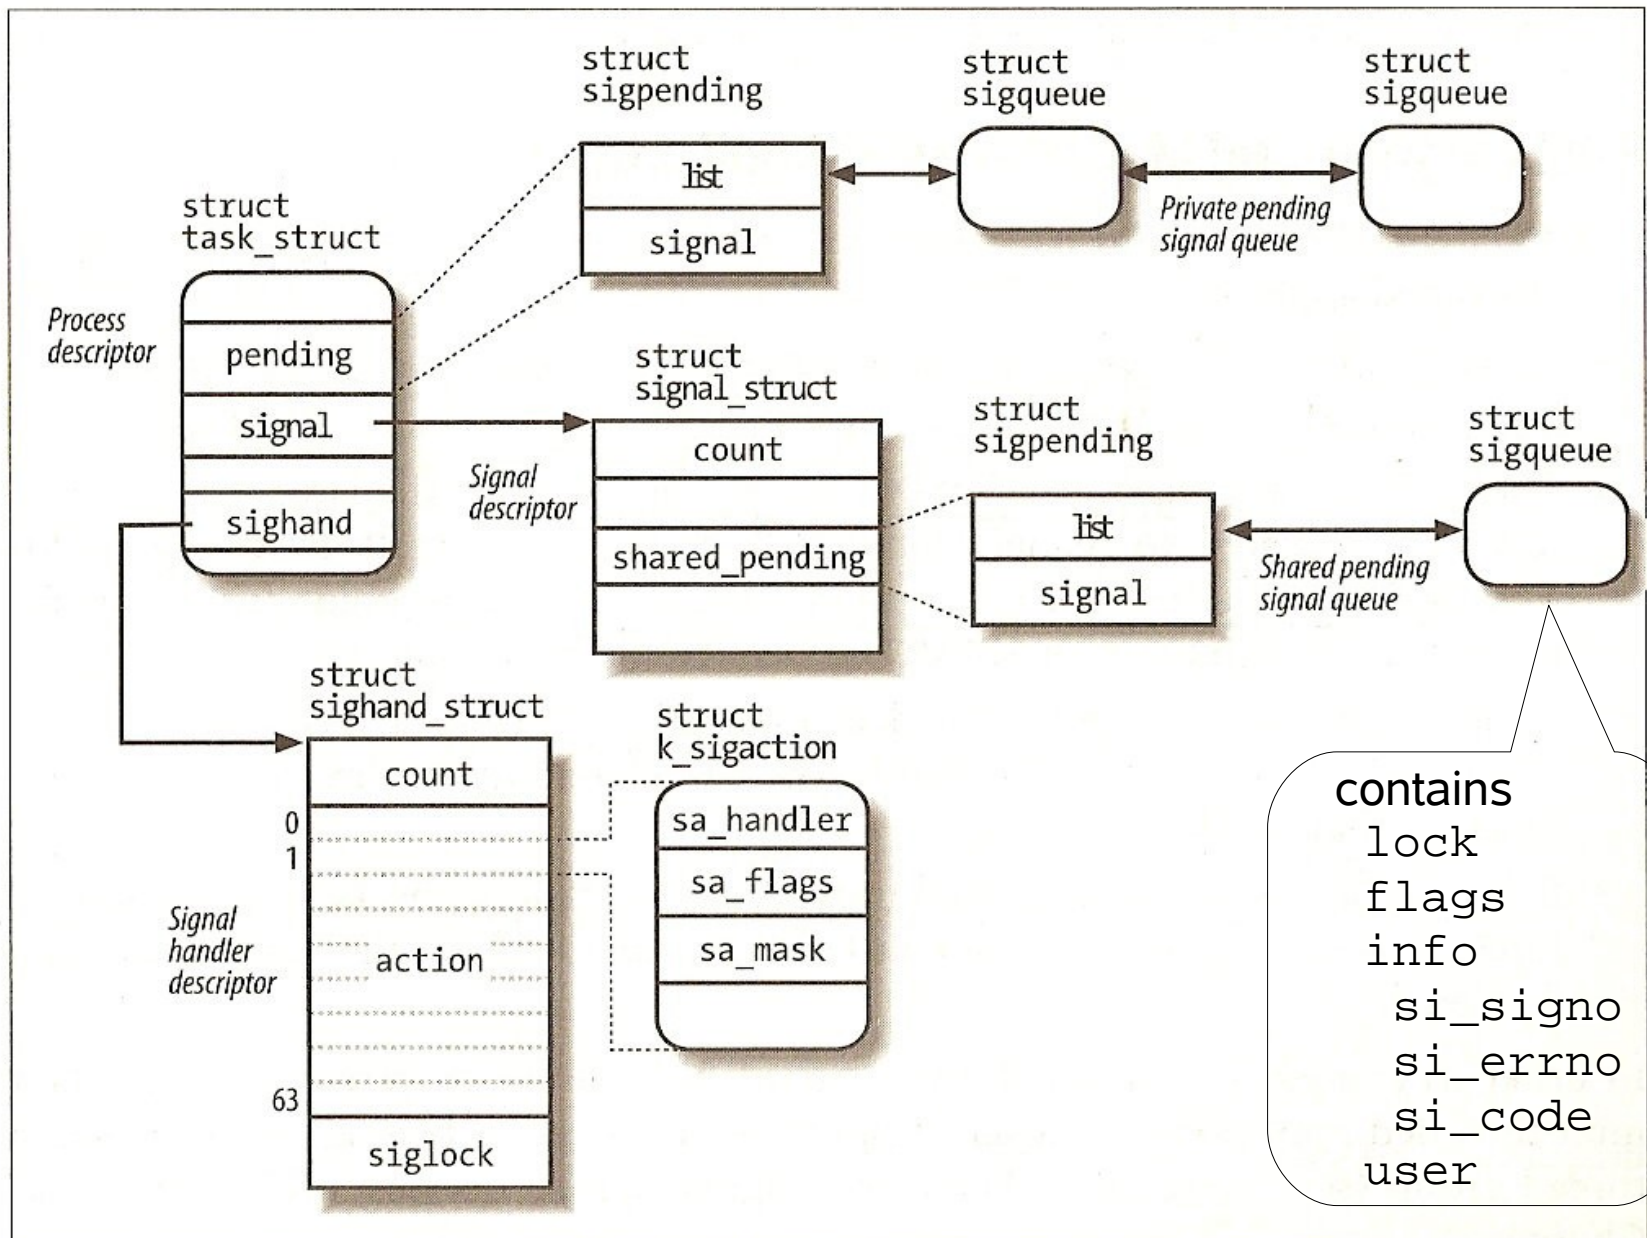 struct
sigpending
struct
sigqueue
struct
sigqueue
list
signal
Private pending
signal queue
struct
task_struct
Process
descriptor
pending
signal
sighand
struct
signal_struct
Signal
descriptor
count
shared_pending
struct
sigpending
list
signal
Shared pending
signal queue
struct
sigqueue
struct
sighand_struct
count
0
1
Signal
handler
descriptor
action
63
siglock
struct
k_sigaction
sa_handler
sa_flags
sa_mask
contains
lock
flags
info
si_signo
si_errno
si_code
user